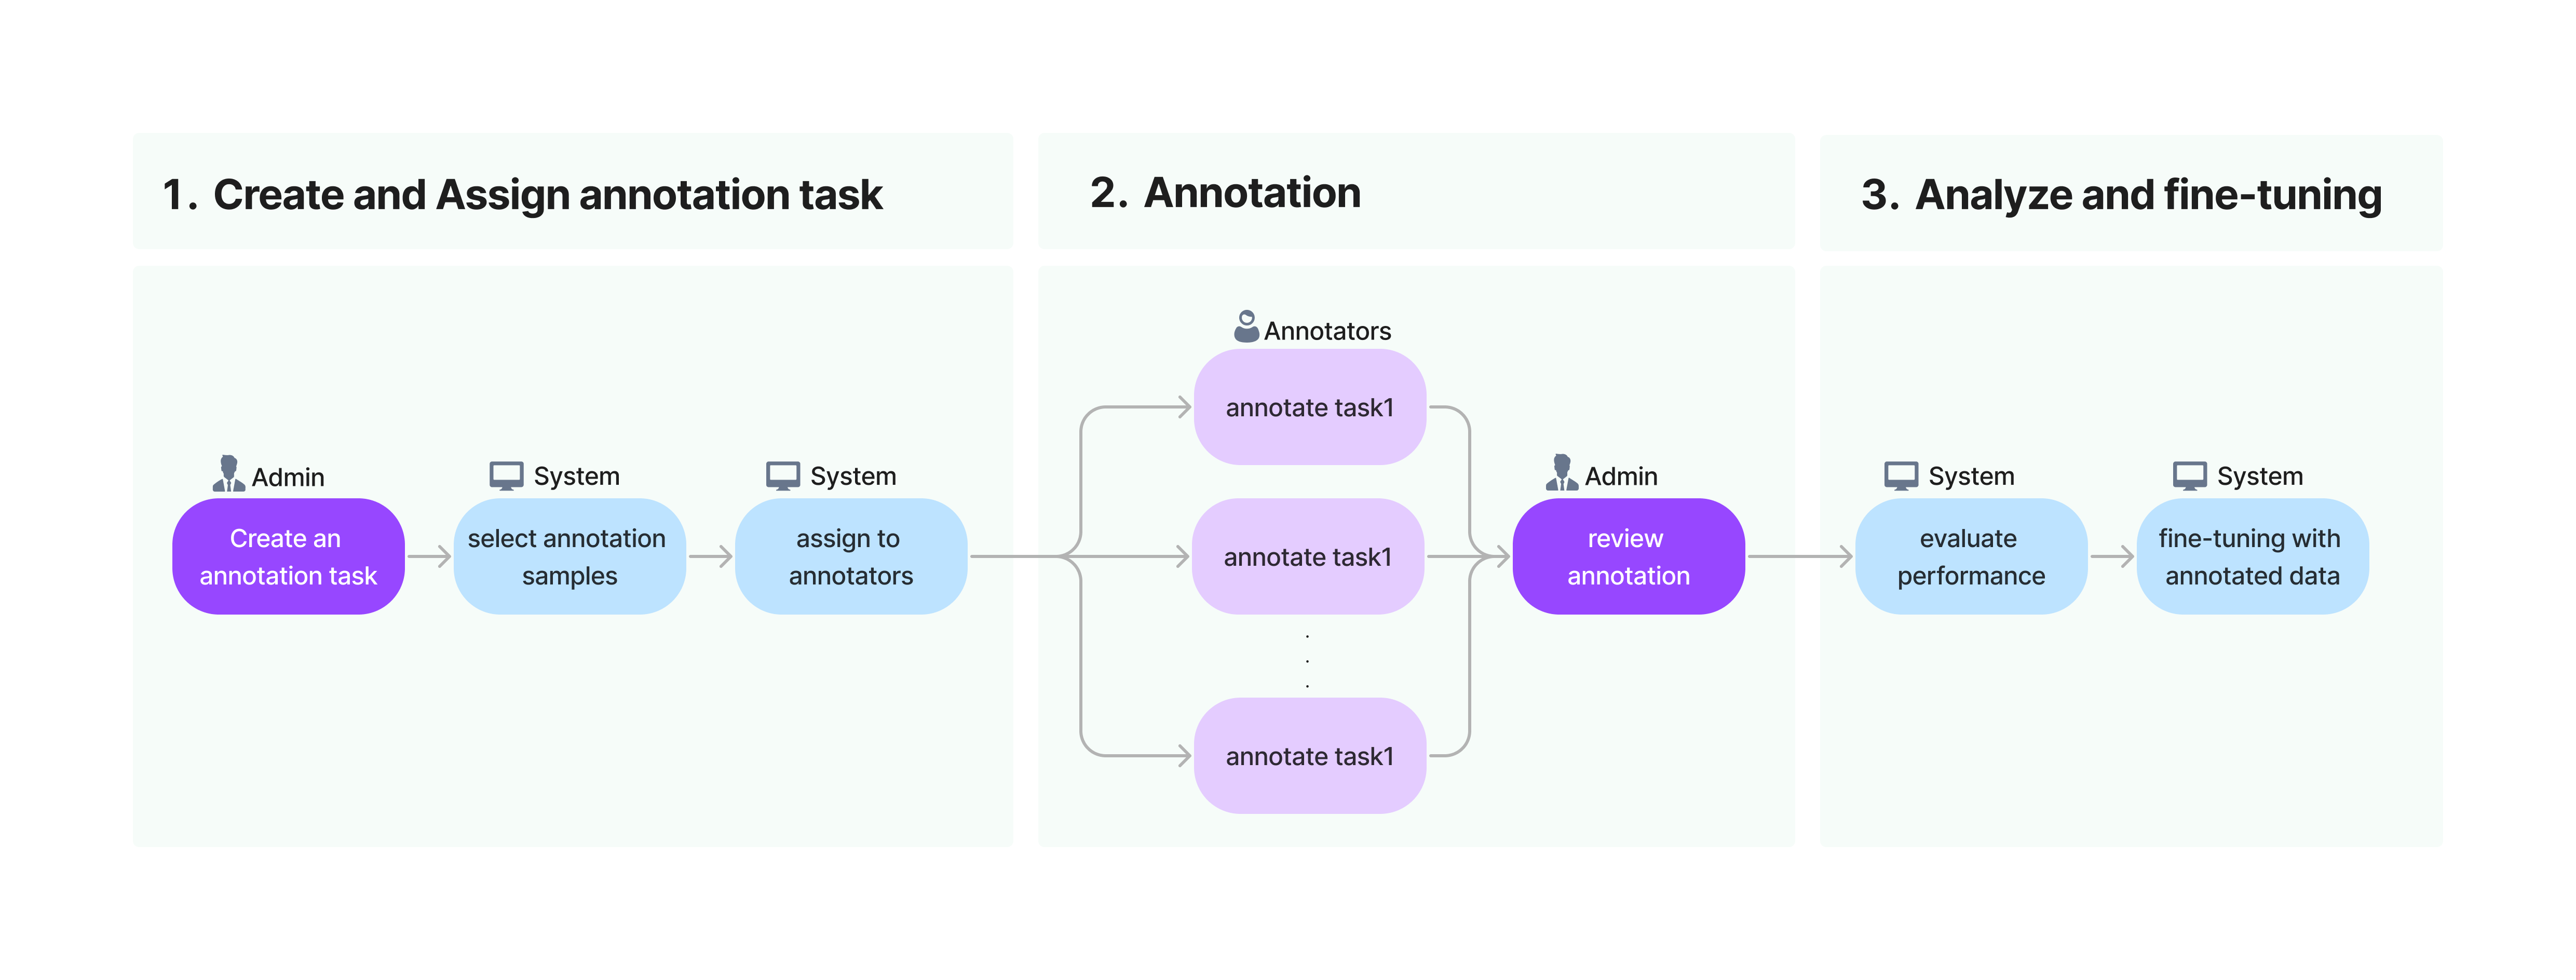 1. Create and Assign annotation task
Admin
Create an
annotation task
System
select annotation
samples
System
assign to
annotators
2. Annotation
Annotators
annotate task1
annotate task1
.
.
.
annotate task1
Admin
review
annotation
3. Analyze and fine-tuning
System
evaluate
performance
System
fine-tuning with
annotated data